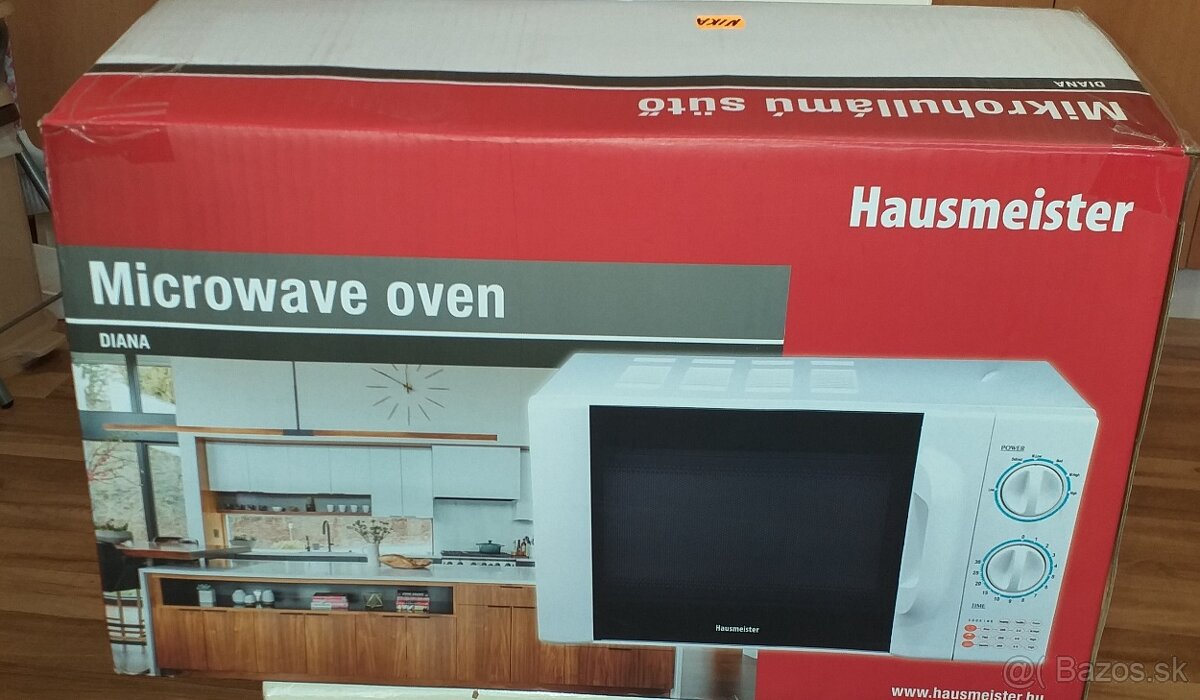 NIKA
DIANA
Mikrohullámú sütő
Hausmeister
Microwave oven
DIANA
POWER
TIME
Hausmeister
www.hausmeister.hu
@( Bazos.sk